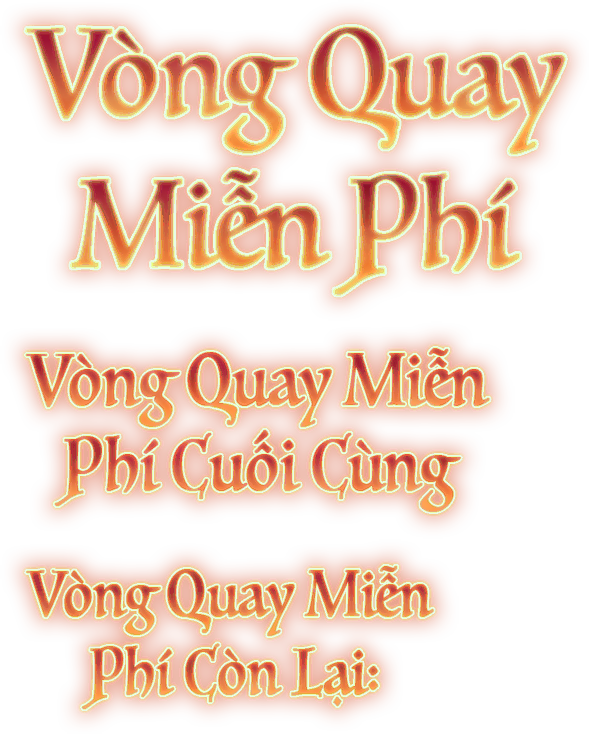 Vòng Quay
Miễn Phí
Vòng Quay Miễn
Phí Cuối Cùng
Vòng Quay Miễn
Phí Còn Lại: